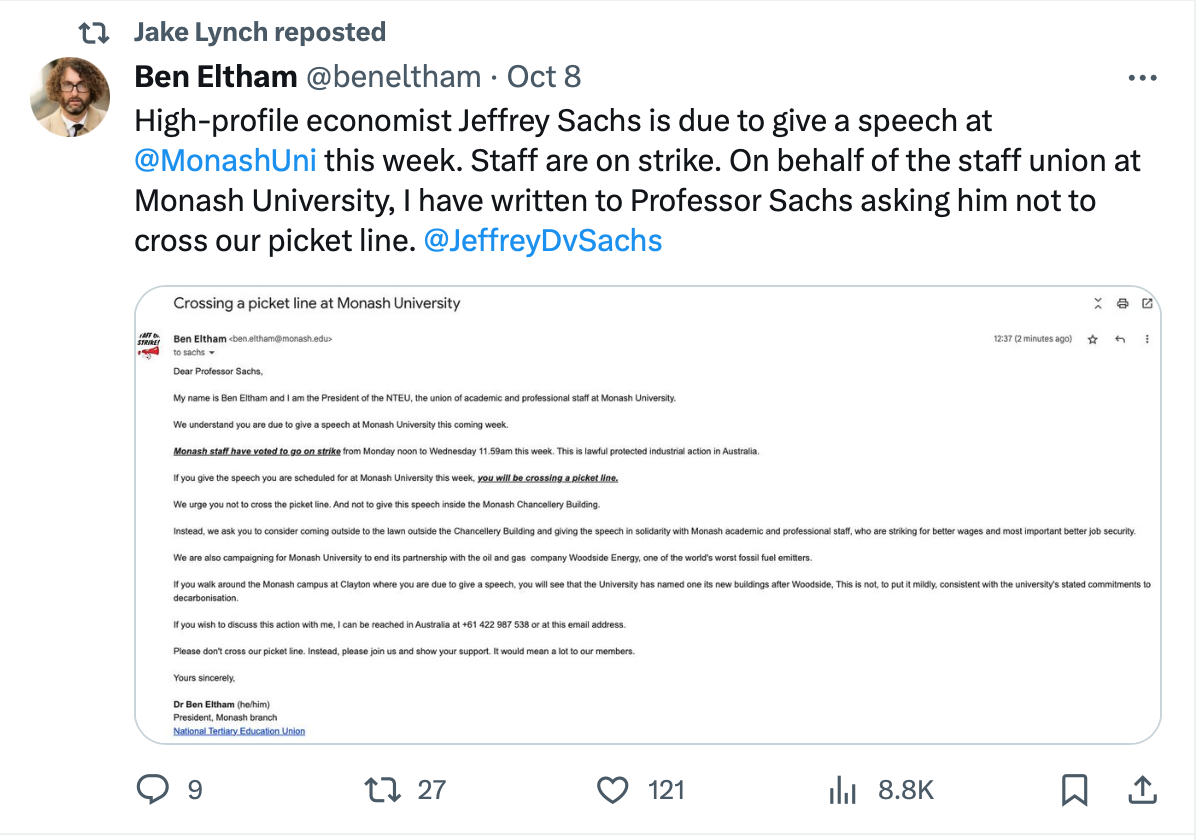 Jake Lynch reposted
Ben Eltham @beneltham · Oct 8
High-profile economist Jeffrey Sachs is due to give a speech at
@MonashUni this week. Staff are on strike. On behalf of the staff union at
Monash University, I have written to Professor Sachs asking him not to
cross our picket line. @JeffreyDvSachs
Crossing a picket line at Monash University
STRIKE!
Ben Eltham <ben.eltham@monash.edu>
12:37 (2 minutes ago)
to sachs
Dear Professor Sachs,
My name is Ben Eltham and I am the President of the NTEU, the union of academic and professional staff at Monash University.
We understand you are due to give a speech at Monash University this coming week.
Monash staff have voted to go on strike from Monday noon to Wednesday 11.59am this week. This is lawful protected industrial action in Australia.
If you give the speech you are scheduled for at Monash University this week, you will be crossing a picket line.
We urge you not to cross the picket line. And not to give this speech inside the Monash Chancellery Building.
Instead, we ask you to consider coming outside to the lawn outside the Chancellery Building and giving the speech in solidarity with Monash academic and professional staff, who are striking for better wages and most important better job security.
We are also campaigning for Monash University to end its partnership with the oil and gas company Woodside Energy, one of the world's worst fossil fuel emitters.
If you walk around the Monash campus at Clayton where you are due to give a speech, you will see that the University has named one its new buildings after Woodside, This is not, to put it mildly, consistent with the university's stated commitments to
decarbonisation.
If you wish to discuss this action with me, I can be reached in Australia at +61 422 987 538 or at this email address.
Please don't cross our picket line. Instead, please join us and show your support. It would mean a lot to our members.
Yours sincerely,
Dr Ben Eltham (he/him)
President, Monash branch
National Tertiary Education Union
9 27 121 8.8K